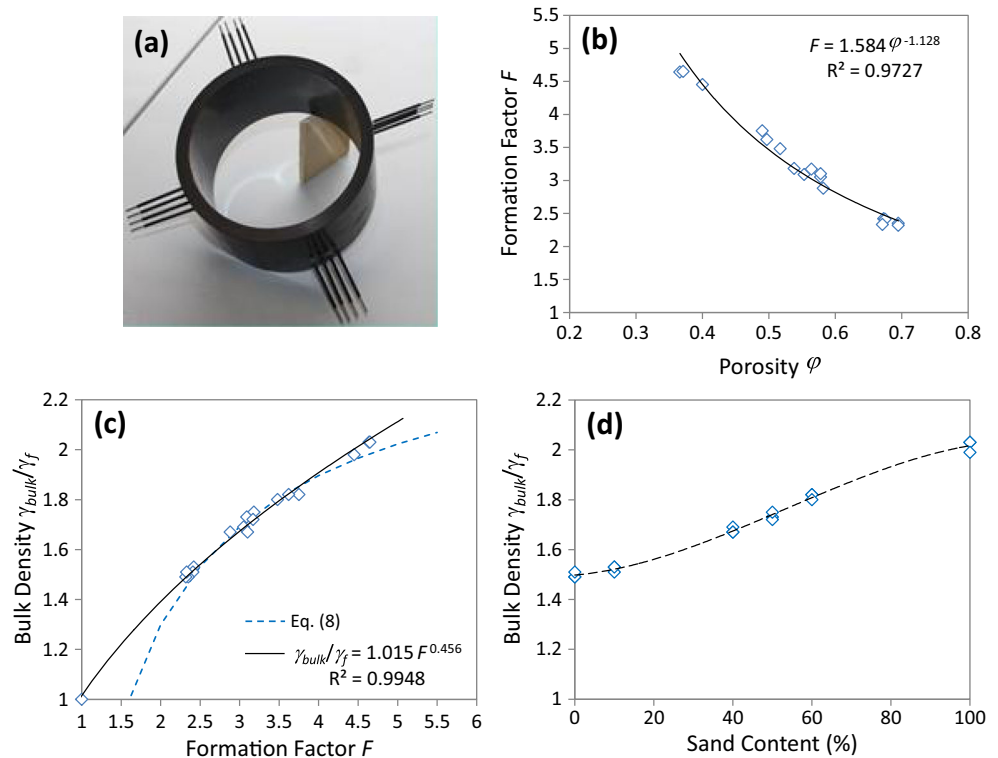 (a)
(b)
F = 1.584 φ^-1.128
R² = 0.9727
5.5
5
4.5
4
3.5
3
2.5
2
1.5
1
0.2 0.3 0.4 0.5 0.6 0.7 0.8
Formation Factor F
Porosity φ
(c)
2.2
2
1.8
1.6
1.4
1.2
1
1 1.5 2 2.5 3 3.5 4 4.5 5 5.5 6
Bulk Density γbulk/γf
Formation Factor F
Eq. (8)
γbulk/γf = 1.015 F^0.456
R² = 0.9948
(d)
2.2
2
1.8
1.6
1.4
1.2
1
0 20 40 60 80 100
Bulk Density γbulk/γf
Sand Content (%)